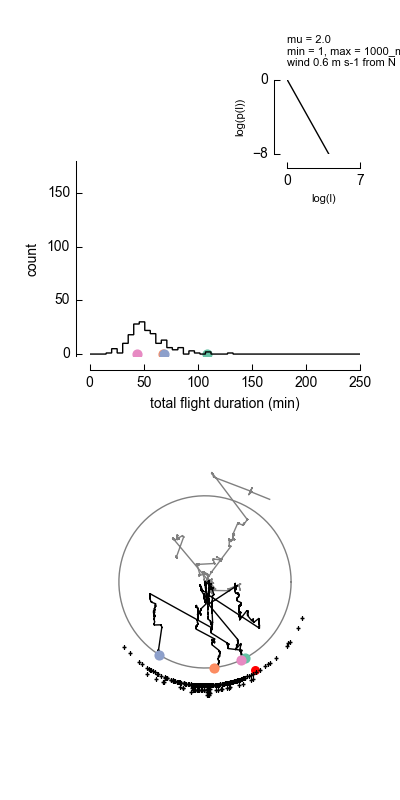 mu = 2.0
min = 1, max = 1000_
wind 0.6 m s-1 from N
0
log(p(l))
−8
0
7
log(l)
150
100
50
0
count
0
50
100
150
200
250
total flight duration (min)